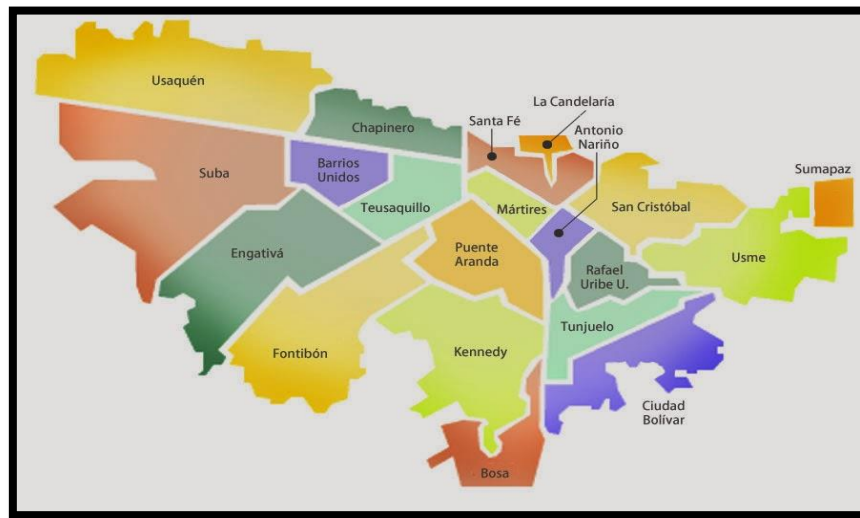 Usaquén
La Candelaría
Santa Fé
Antonio
Nariño
Chapinero
Sumapaz
Suba
Barrios
Unidos
Teusaquillo
Mártires
San Cristóbal
Engativá
Puente
Aranda
Rafael
Uribe U.
Usme
Tunjuelo
Fontibón
Kennedy
Ciudad
Bolívar
Bosa